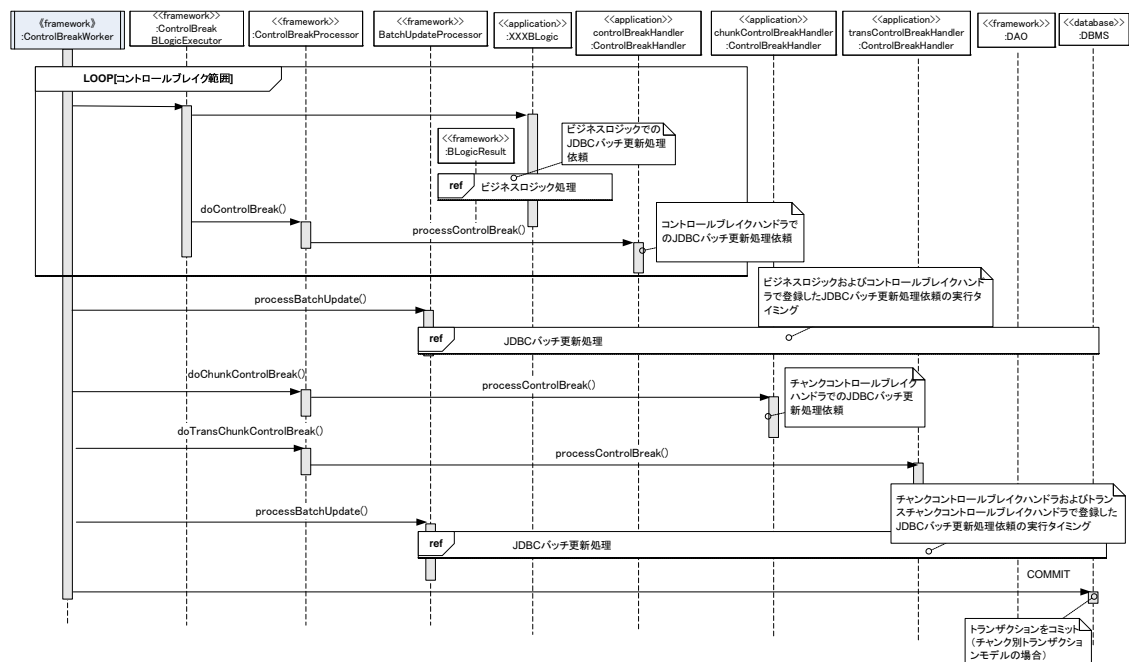 《framework》
:ControlBreakWorker
<<framework>>
:ControlBreak
BLogicExecutor
<<framework>>
:ControlBreakProcessor
<<framework>>
BatchUpdateProcessor
<<application>>
:XXXBLogic
<<application>>
controlBreakHandler
:ControlBreakHandler
<<application>>
chunkControlBreakHandler
:ControlBreakHandler
<<application>>
transControlBreakHandler
:ControlBreakHandler
<<framework>>
:DAO
<<database>>
:DBMS
LOOP[コントロールブレイク範囲]
<<framework>>
:BLogicResult
ビジネスロジックでの
JDBCバッチ更新処理
依頼
ref ビジネスロジック処理
doControlBreak()
processControlBreak()
コントロールブレイクハンドラで
のJDBCバッチ更新処理依頼
ビジネスロジックおよびコントロールブレイクハンド
ラで登録したJDBCバッチ更新処理依頼の実行タ
イミング
processBatchUpdate()
ref JDBCバッチ更新処理
doChunkControlBreak()
processControlBreak()
チャンクコントロールブレイク
ハンドラでのJDBCバッチ更
新処理依頼
doTransChunkControlBreak()
processControlBreak()
チャンクコントロールブレイクハンドラおよびトラン
スチャンクコントロールブレイクハンドラで登録した
JDBCバッチ更新処理依頼の実行タイミング
processBatchUpdate()
ref JDBCバッチ更新処理
COMMIT
トランザクションをコミット
(チャンク別トランザクショ
ンモデルの場合)